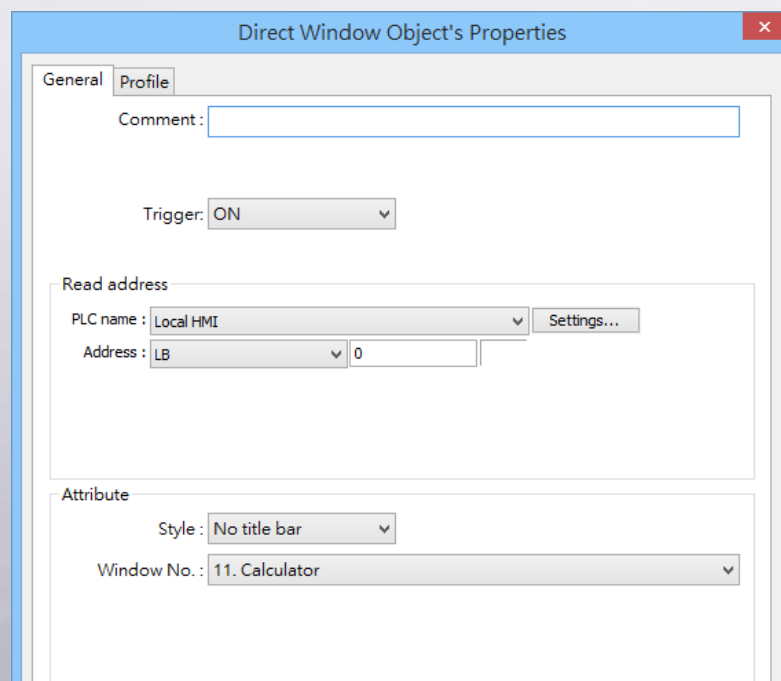 Direct Window Object's Properties
General Profile
Comment :
Trigger: ON
Read address
PLC name : Local HMI Settings...
Address : LB 0
Attribute
Style : No title bar
Window No. : 11. Calculator